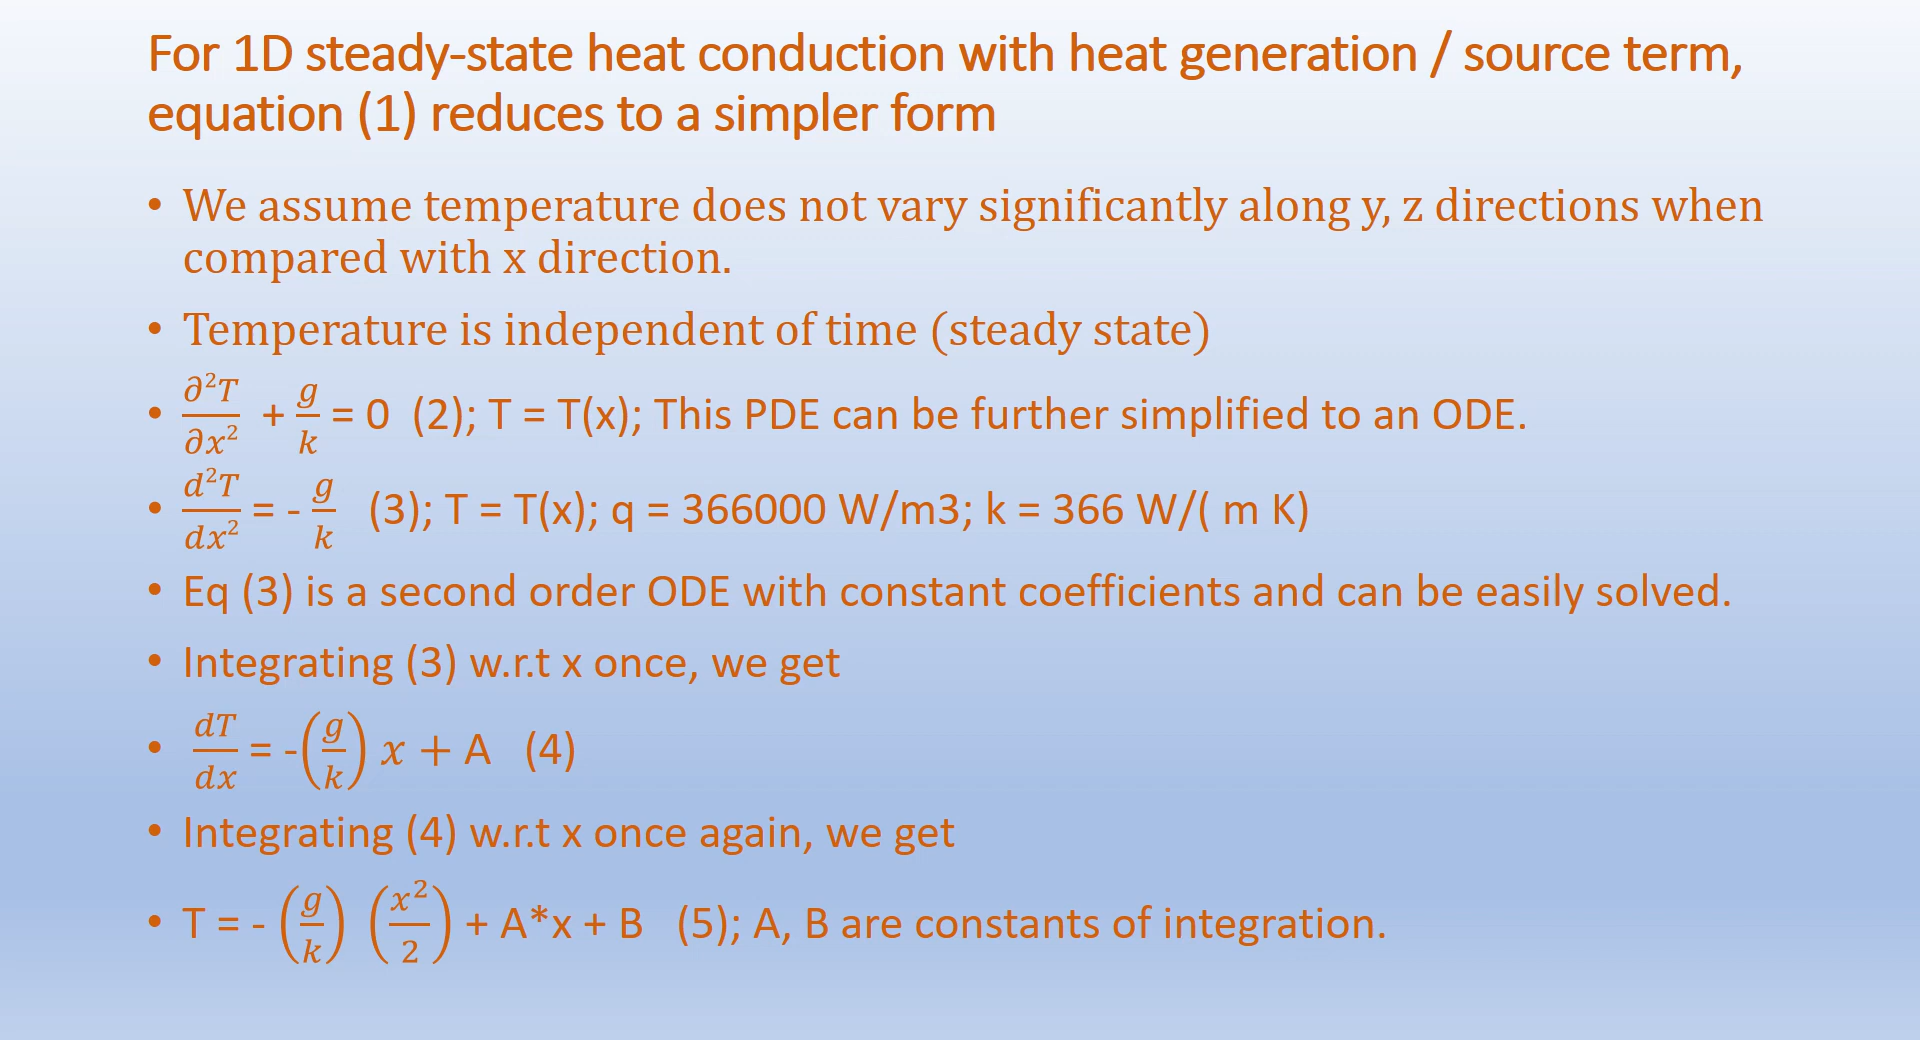 For 1D steady-state heat conduction with heat generation / source term,
equation (1) reduces to a simpler form
• We assume temperature does not vary significantly along y, z directions when
compared with x direction.
• Temperature is independent of time (steady state)
• ∂²T/∂x² + g/k = 0 (2); T = T(x); This PDE can be further simplified to an ODE.
• d²T/dx² = - g/k (3); T = T(x); q = 366000 W/m3; k = 366 W/( m K)
• Eq (3) is a second order ODE with constant coefficients and can be easily solved.
• Integrating (3) w.r.t x once, we get
• dT/dx = -(g/k) x + A (4)
• Integrating (4) w.r.t x once again, we get
• T = - (g/k) (x²/2) + A*x + B (5); A, B are constants of integration.